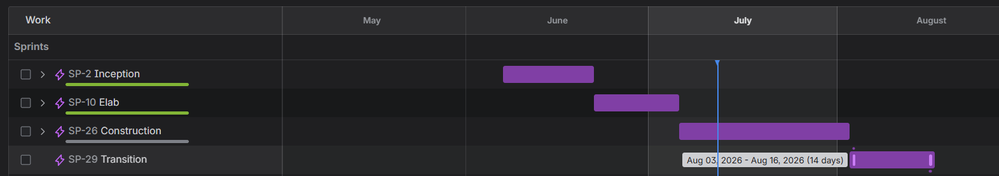 Work May June July August
Sprints
SP-2 Inception
SP-10 Elab
SP-26 Construction
SP-29 Transition Aug 03, 2026 - Aug 16, 2026 (14 days)